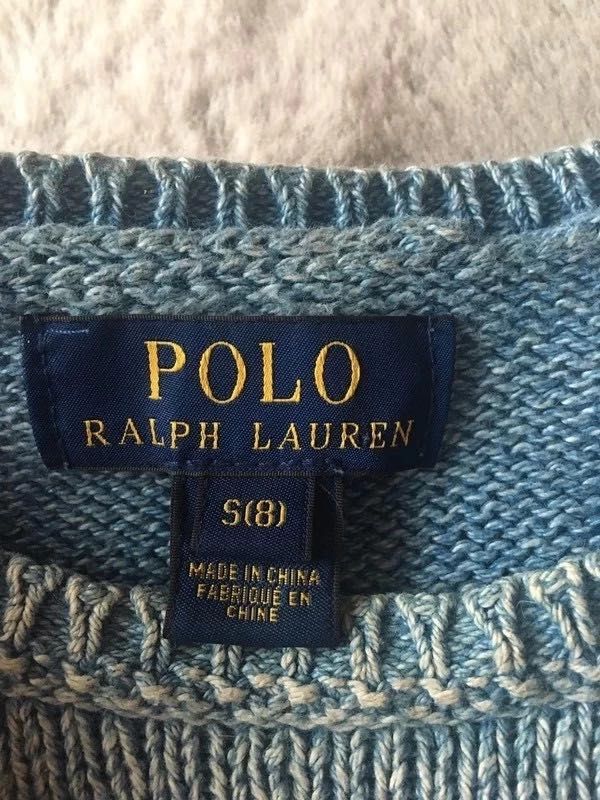 POLO
RALPH LAUREN
S(8)
MADE IN CHINA
FABRIQUÉ EN
CHINE